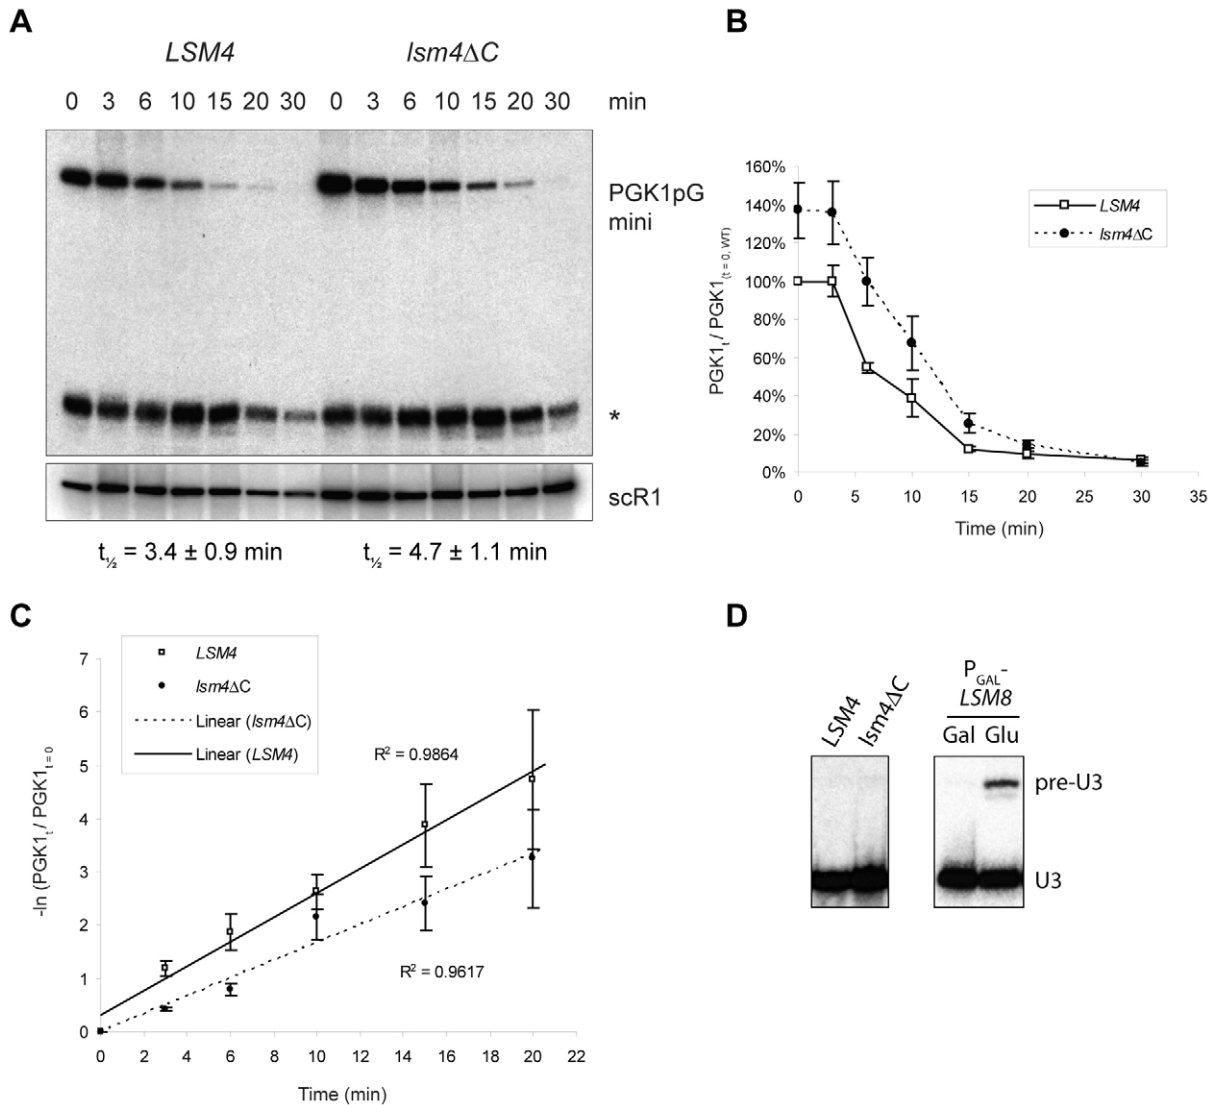 A
LSM4 lsm4ΔC
0 3 6 10 15 20 30 0 3 6 10 15 20 30 min
PGK1pG
mini
*
scR1
t½ = 3.4 ± 0.9 min t½ = 4.7 ± 1.1 min
B
160%
140%
120%
100%
80%
60%
40%
20%
0%
PGK1t / PGK1(t = 0, WT)
LSM4
lsm4ΔC
0 5 10 15 20 25 30 35
Time (min)
C
LSM4
lsm4ΔC
Linear (lsm4ΔC)
Linear (LSM4)
7
6
5
4
3
2
1
0
-ln (PGK1t / PGK1t = 0
R² = 0.9864
R² = 0.9617
0 2 4 6 8 10 12 14 16 18 20 22
Time (min)
D
LSM4
lsm4ΔC
PGAL-
LSM8
Gal Glu
pre-U3
U3